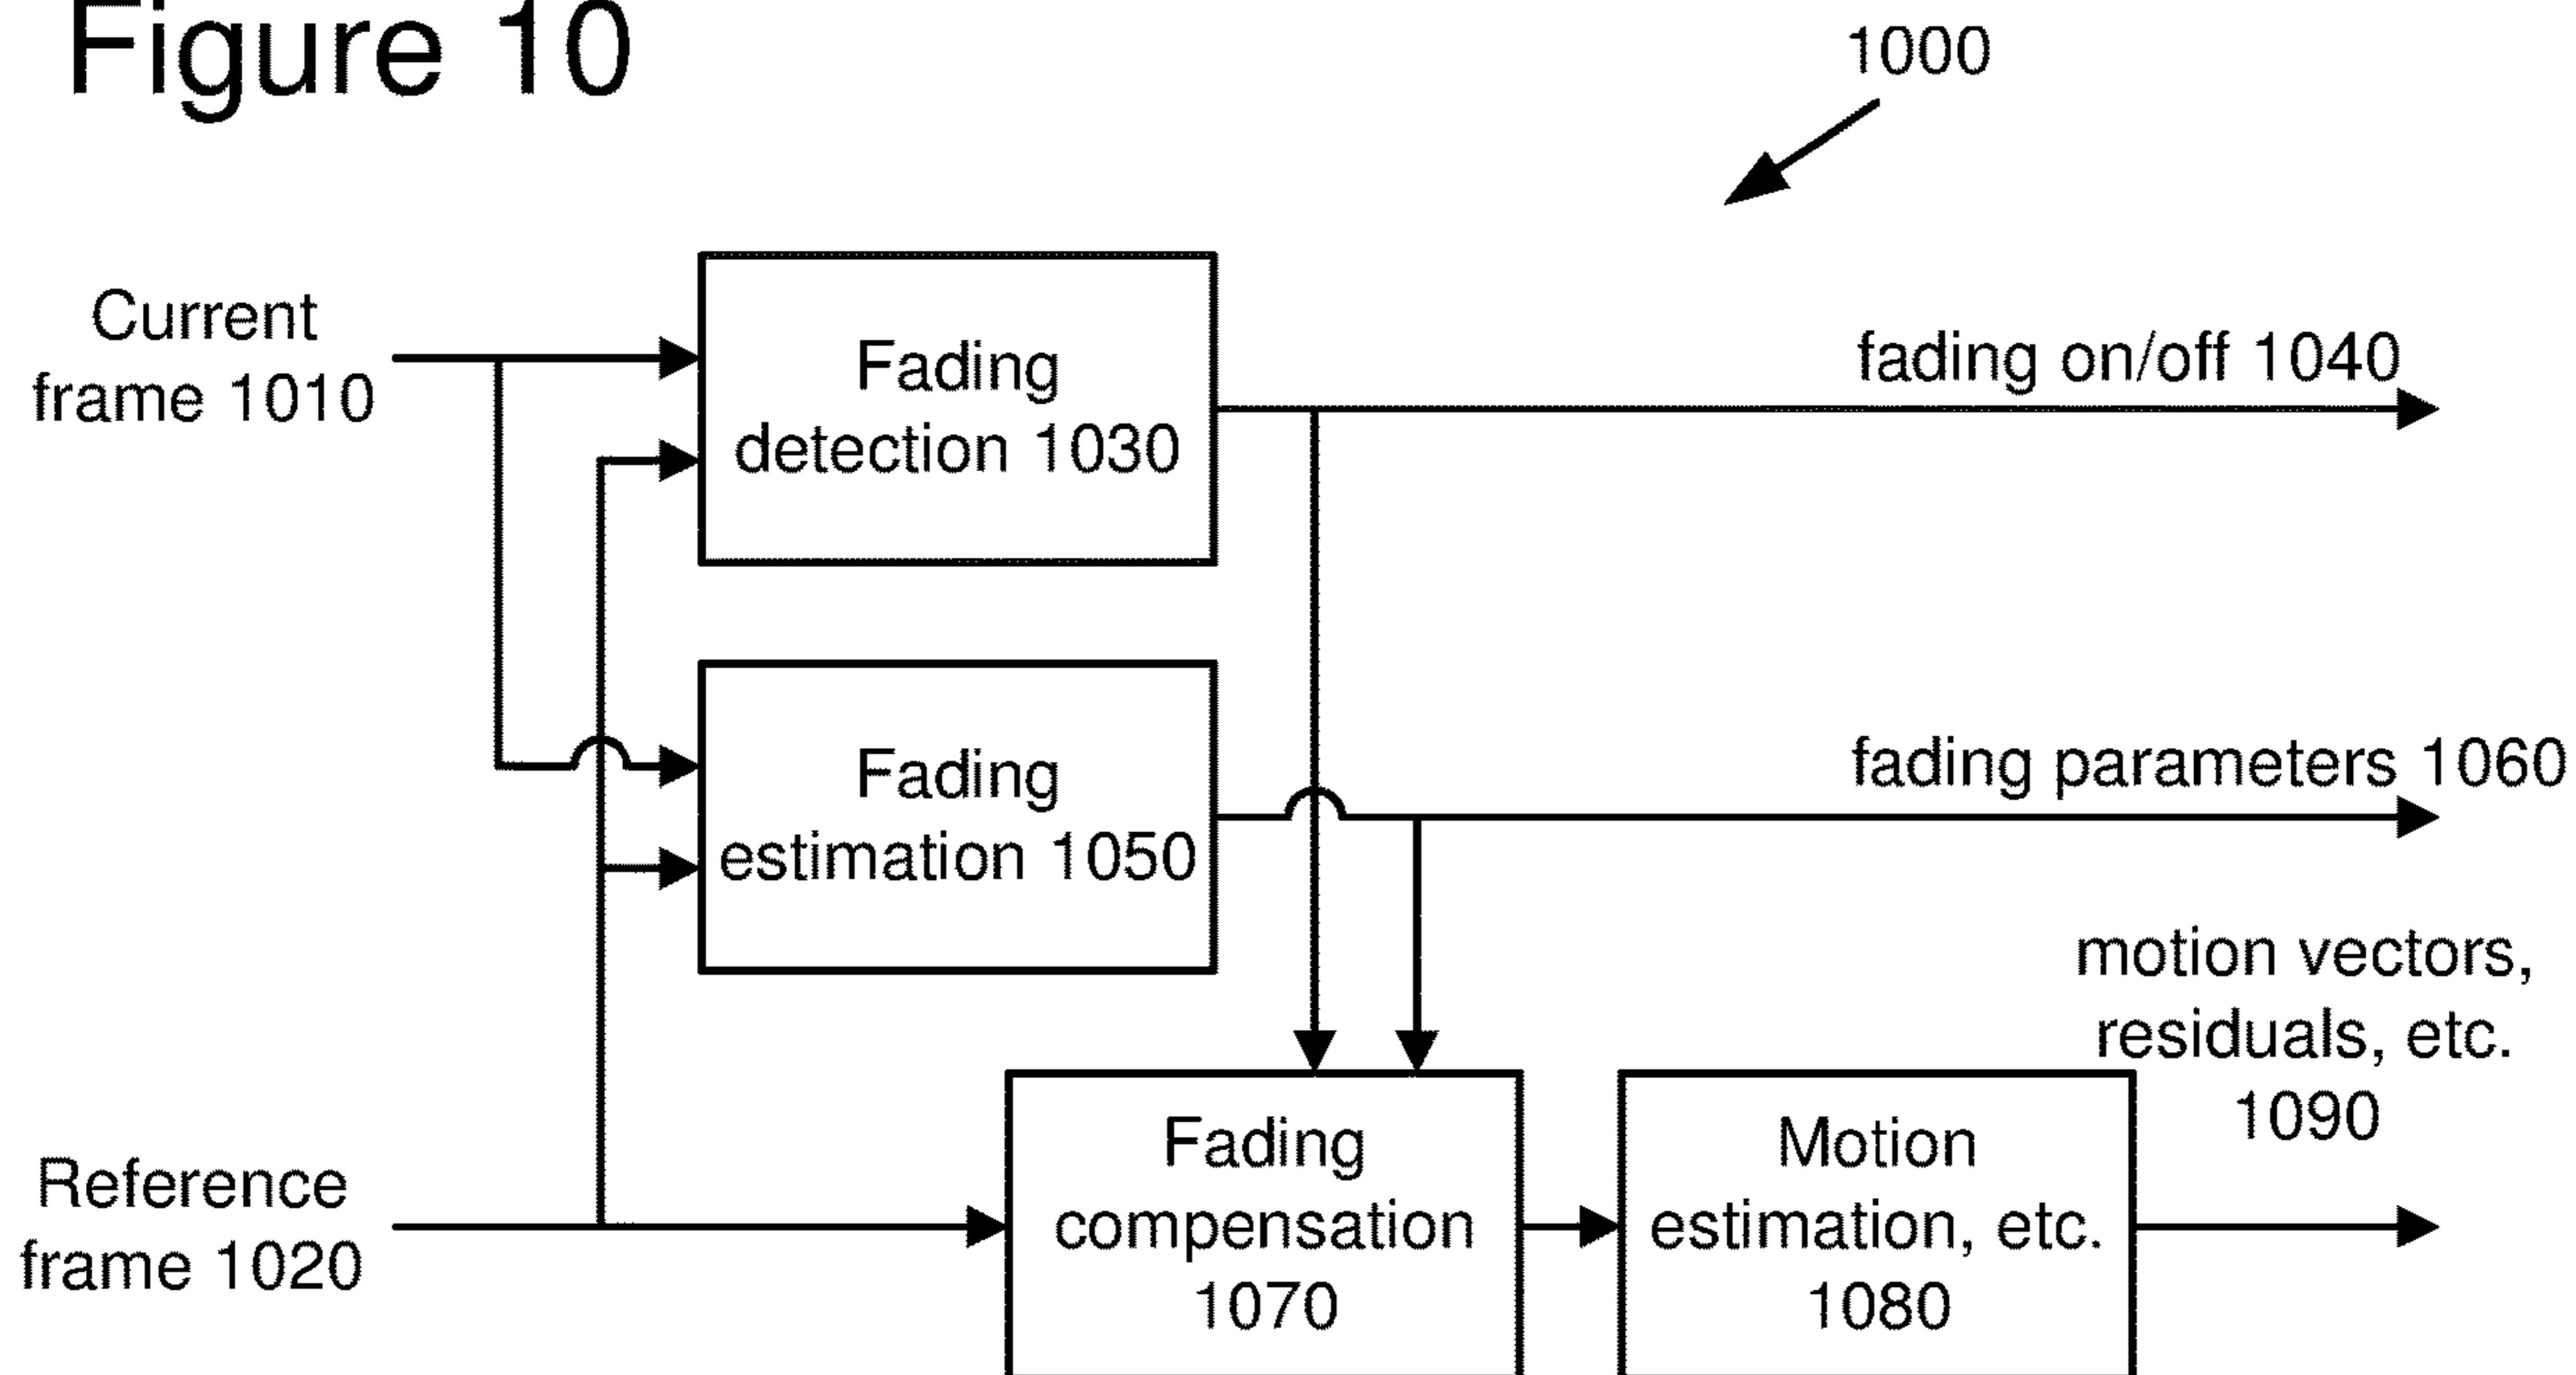 Figure 10
1000
Current
frame 1010
Fading
detection 1030
fading on/off 1040
Fading
estimation 1050
fading parameters 1060
motion vectors,
residuals, etc.
1090
Reference
frame 1020
Fading
compensation
1070
Motion
estimation, etc.
1080